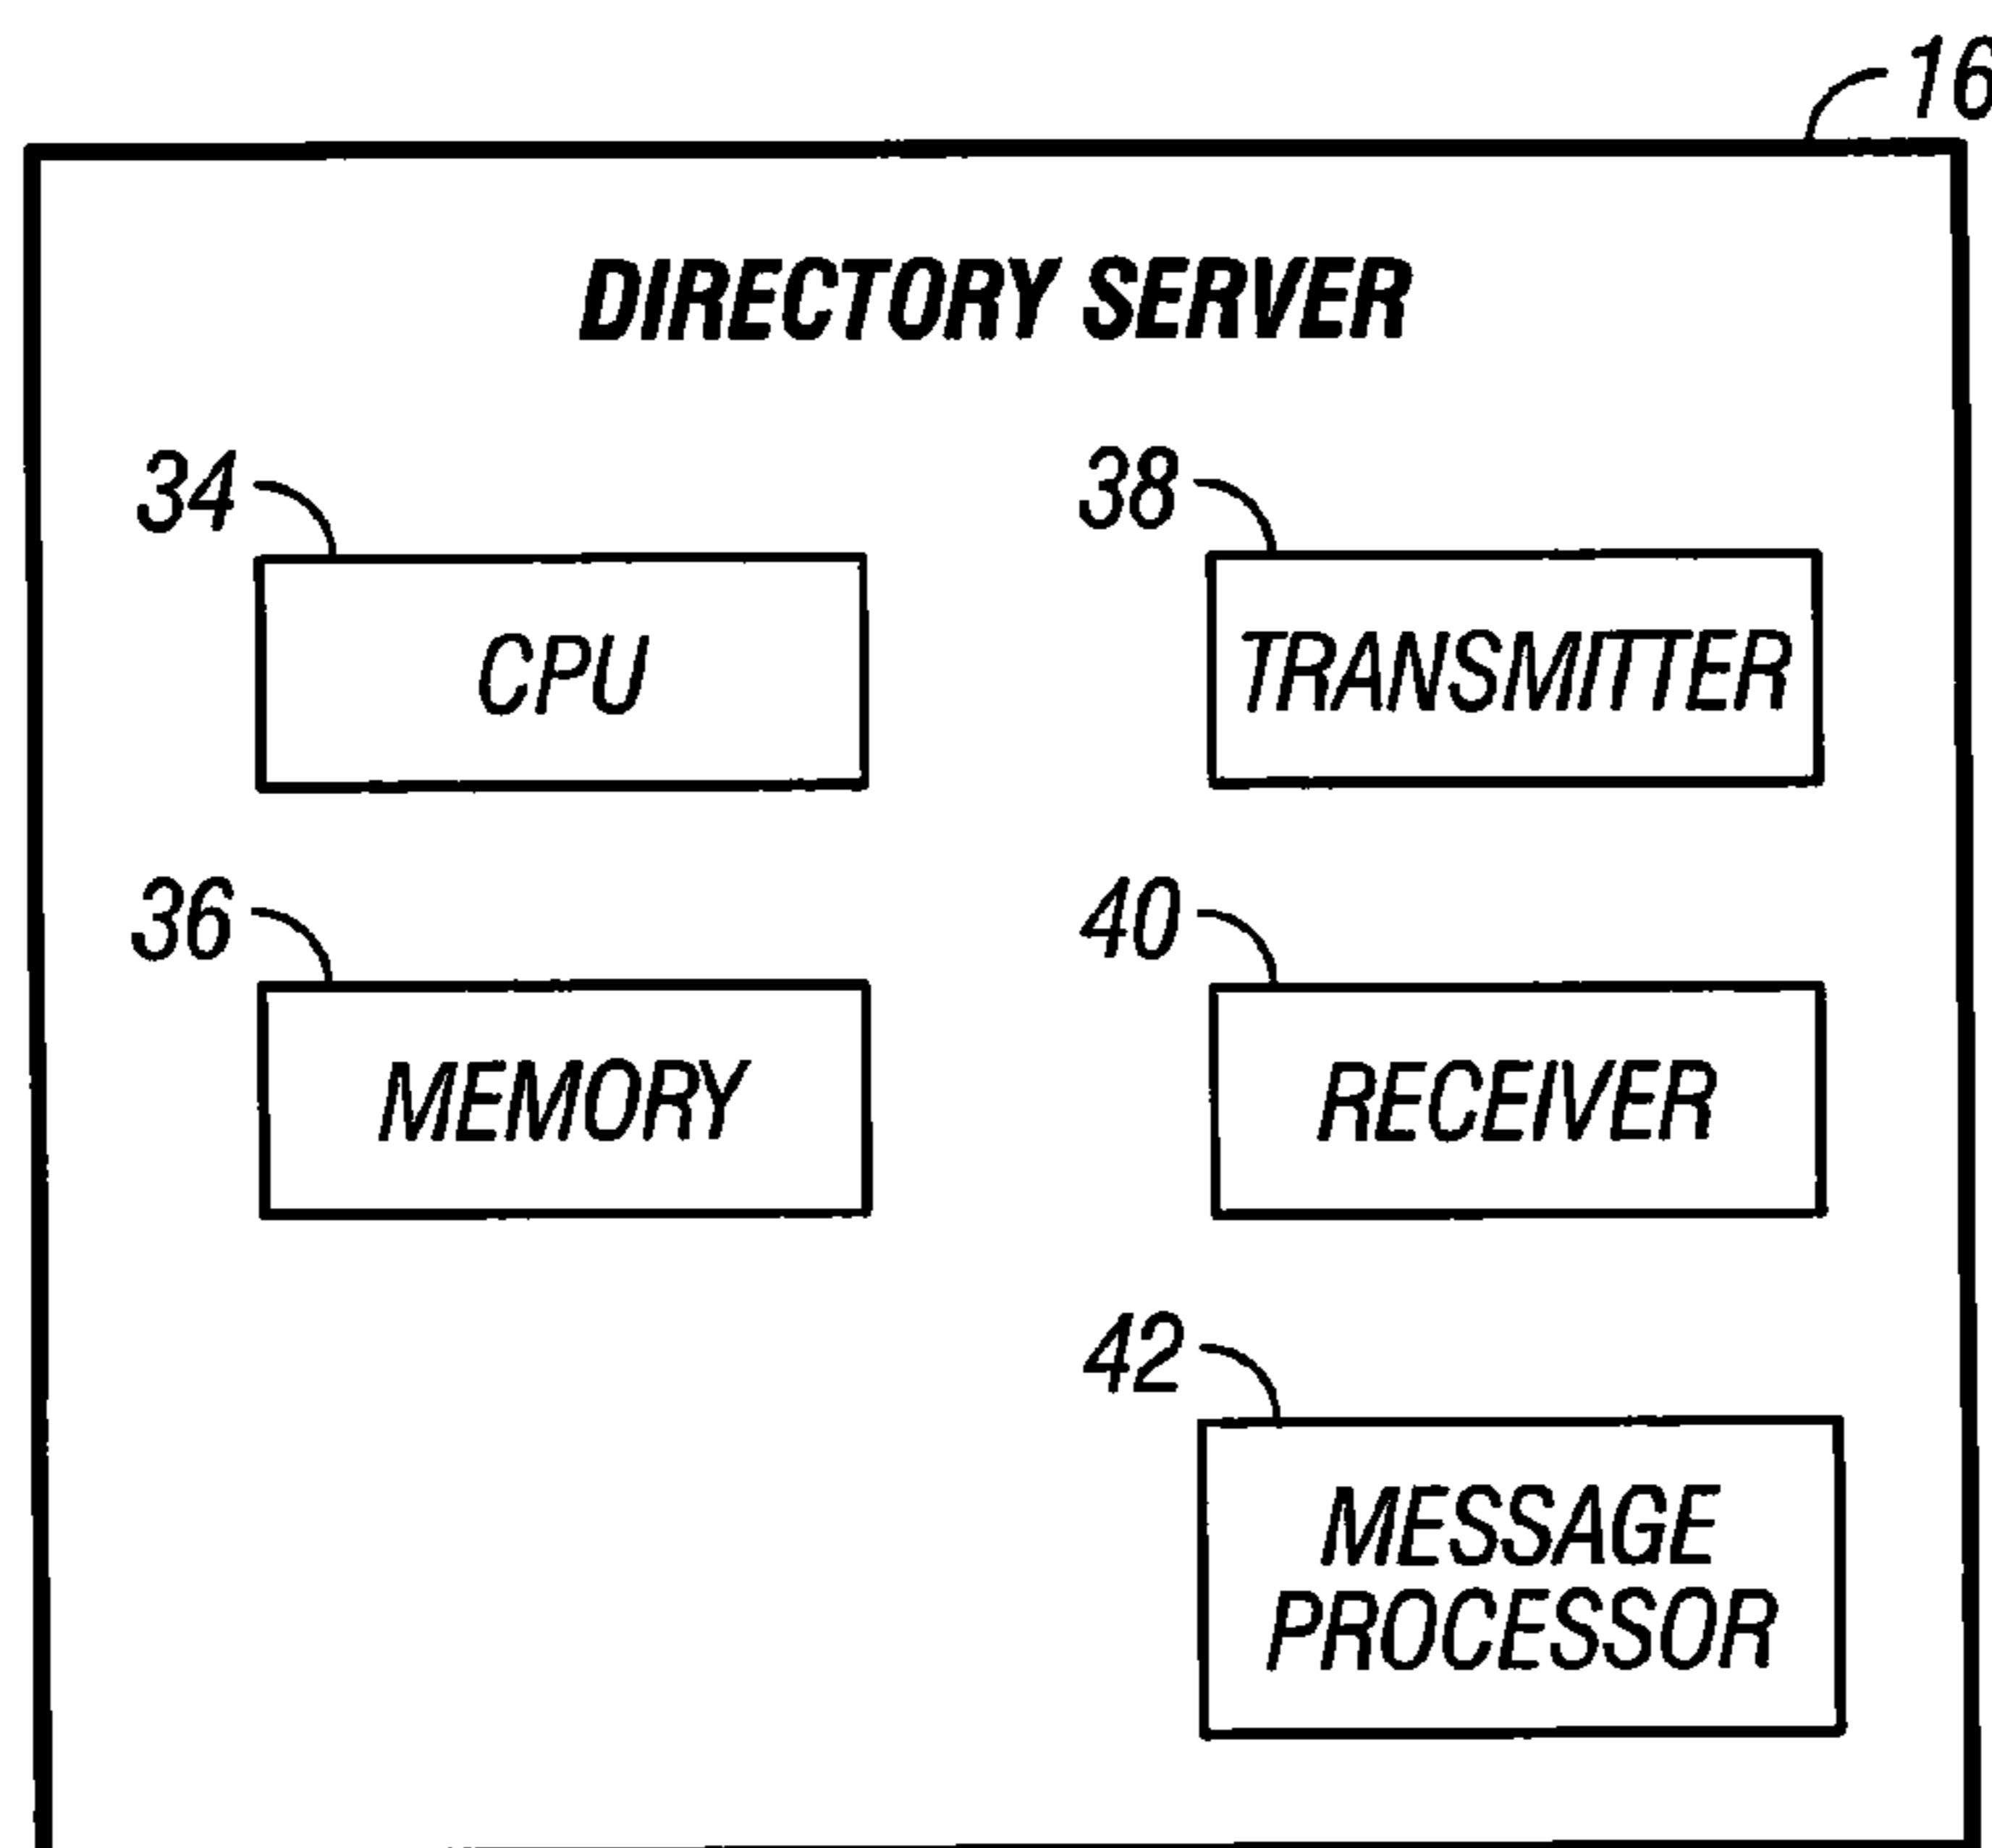 16
DIRECTORY SERVER
34
CPU
38
TRANSMITTER
36
MEMORY
40
RECEIVER
42
MESSAGE
PROCESSOR